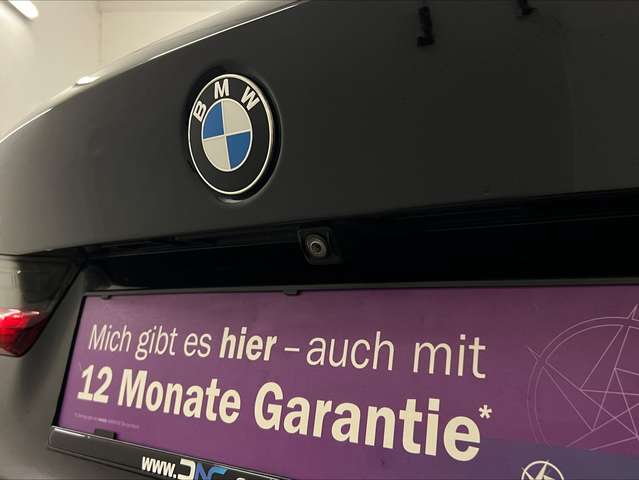 BMW
Mich gibt es hier – auch mit
12 Monate Garantie*
www.